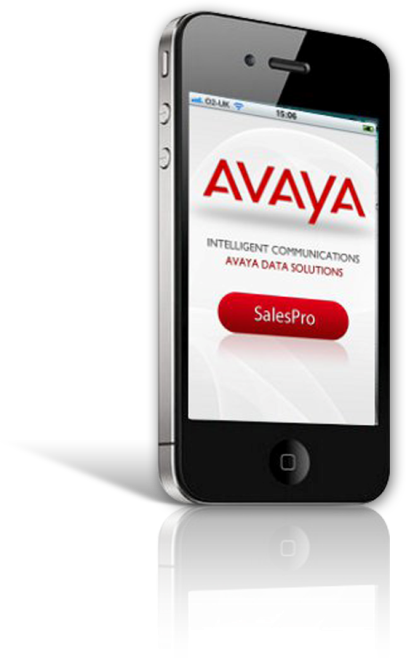 O2-UK
15:06
AVAYA
INTELLIGENT COMMUNICATIONS
AVAYA DATA SOLUTIONS
SalesPro